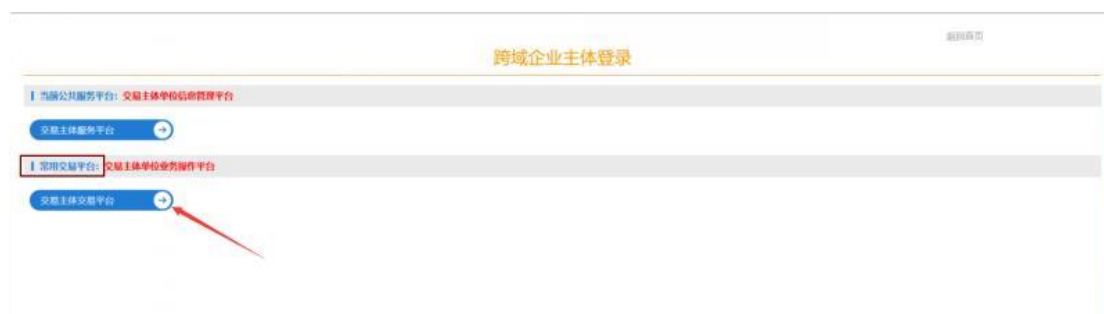 返回首页
跨域企业主体登录
当前公共服务平台：交易主体单位信息管理平台
交易主体服务平台
常用交易平台：交易主体单位业务操作平台
交易主体交易平台